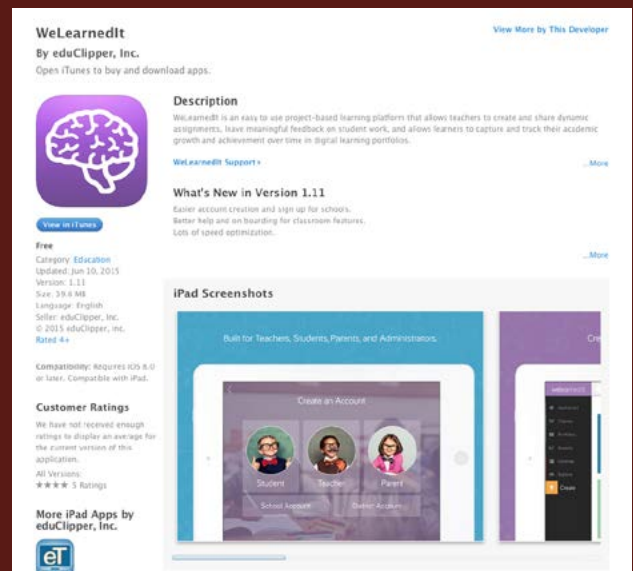 WeLearnedIt
View More by This Developer
By eduClipper, Inc.
Open iTunes to buy and download apps.
Description
WeLearnedIt is an easy to use project-based learning platform that allows teachers to create and share dynamic
assignments, leave meaningful feedback on student work, and allows learners to capture and track their academic
growth and achievement over time in digital learning portfolios.
WeLearnedIt Support
...More
What's New in Version 1.11
Easier account creation and sign up for schools.
Better help and on boarding for classroom features.
Lots of speed optimization.
...More
View in iTunes
Free
Category: Education
Updated: Jun 10, 2015
Version: 1.11
Size: 39.6 MB
Language: English
Seller: eduClipper, Inc.
© 2015 eduClipper, Inc.
Rated 4+
Compatibility: Requires iOS 8.0
or later. Compatible with iPad.
Customer Ratings
We have not received enough
ratings to display an average for
the current version of this
application.
All Versions:
★★★★ 5 Ratings
More iPad Apps by
eduClipper, Inc.
eT
iPad Screenshots
Built for Teachers, Students, Parents, and Administrators.
Create an Account
Student Teacher Parent
School Account District Account
Cre
welearnedit
Create